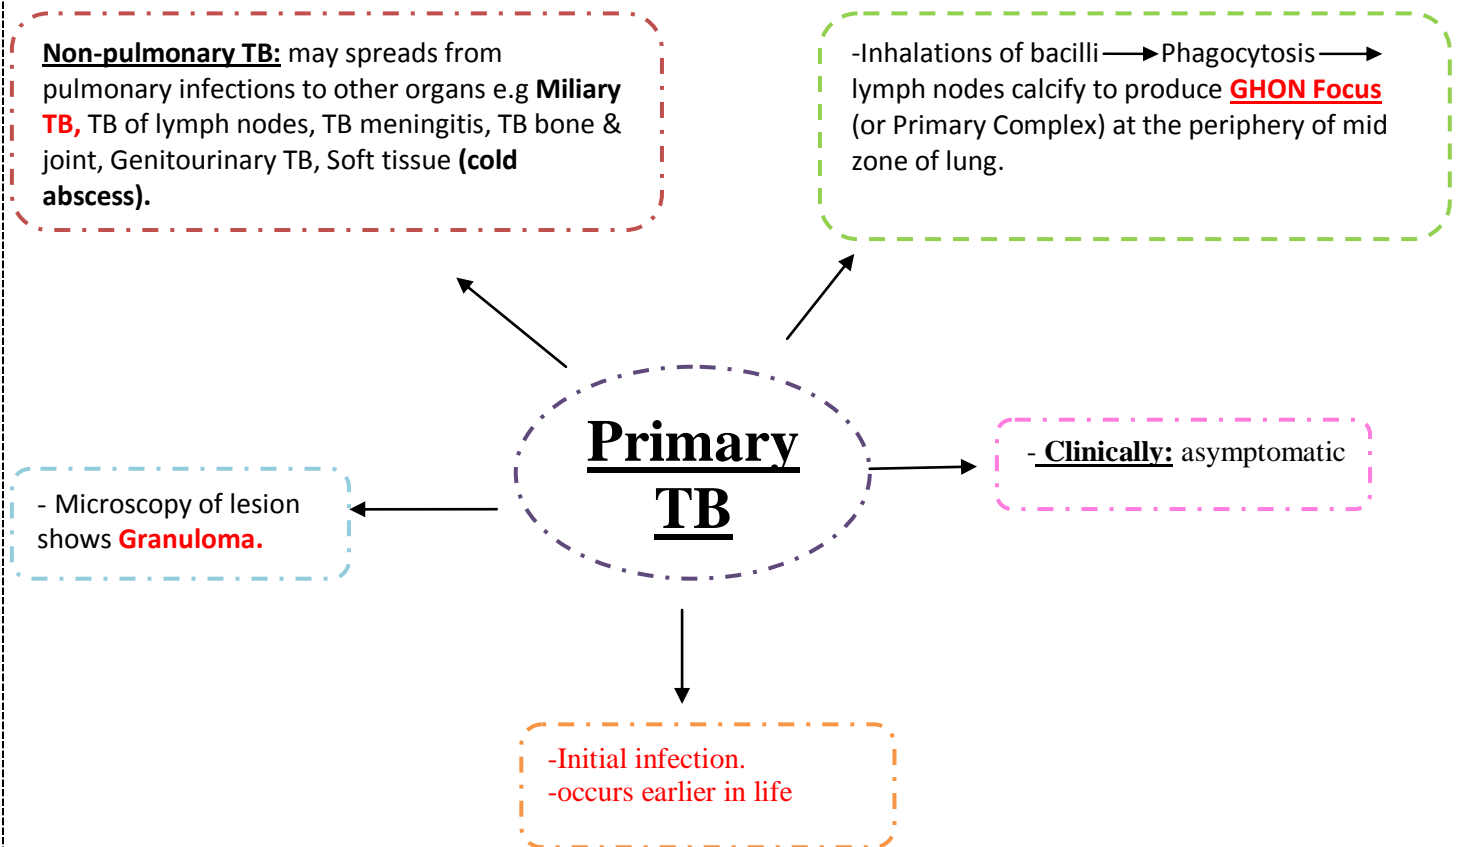 Non-pulmonary TB: may spreads from
pulmonary infections to other organs e.g Miliary
TB, TB of lymph nodes, TB meningitis, TB bone &
joint, Genitourinary TB, Soft tissue (cold
abscess).
-Inhalations of bacilli → Phagocytosis →
lymph nodes calcify to produce GHON Focus
(or Primary Complex) at the periphery of mid
zone of lung.
Primary
TB
- Clinically: asymptomatic
- Microscopy of lesion
shows Granuloma.
-Initial infection.
-occurs earlier in life